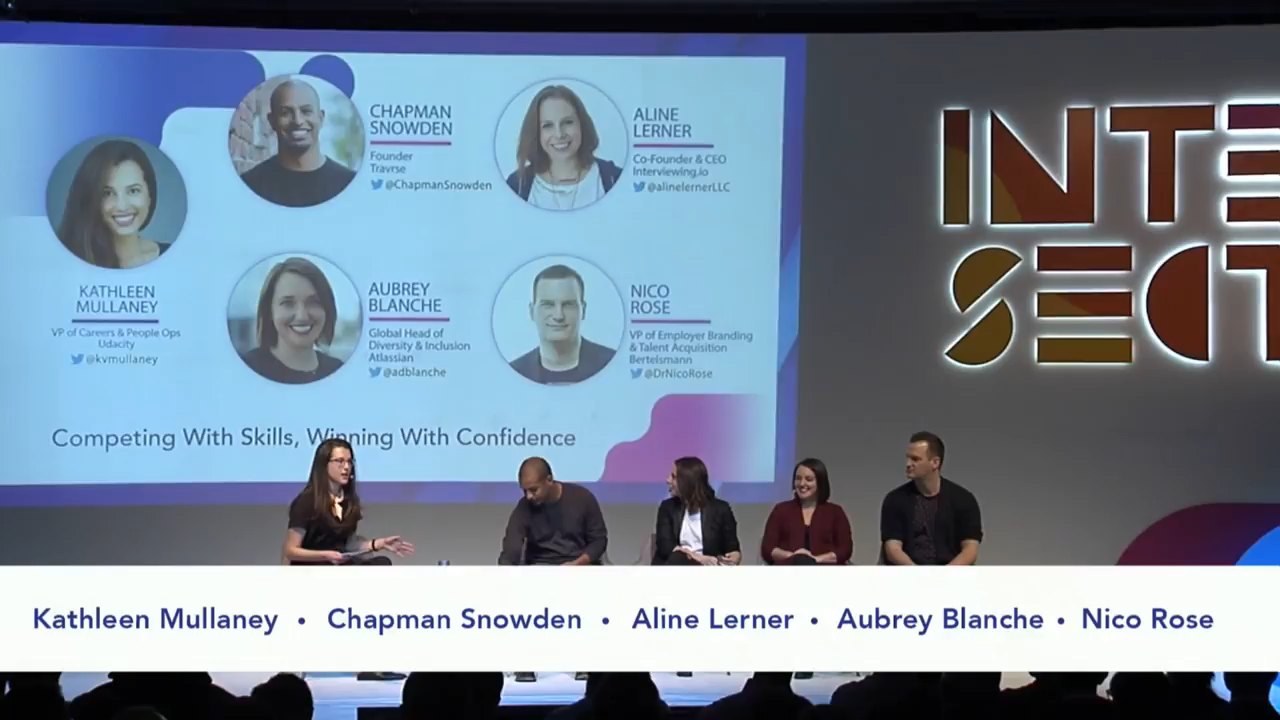 CHAPMAN
SNOWDEN
Founder
Travrse
@ChapmanSnowden
ALINE
LERNER
Co-Founder & CEO
Interviewing.io
@alinelernerLLC
KATHLEEN
MULLANEY
VP of Careers & People Ops
Udacity
@kvmullaney
AUBREY
BLANCHE
Global Head of
Diversity & Inclusion
Atlassian
@adblanche
NICO
ROSE
VP of Employer Branding
& Talent Acquisition
Bertelsmann
@DrNicoRose
Competing With Skills, Winning With Confidence
INTE
SECT
Kathleen Mullaney • Chapman Snowden • Aline Lerner • Aubrey Blanche • Nico Rose